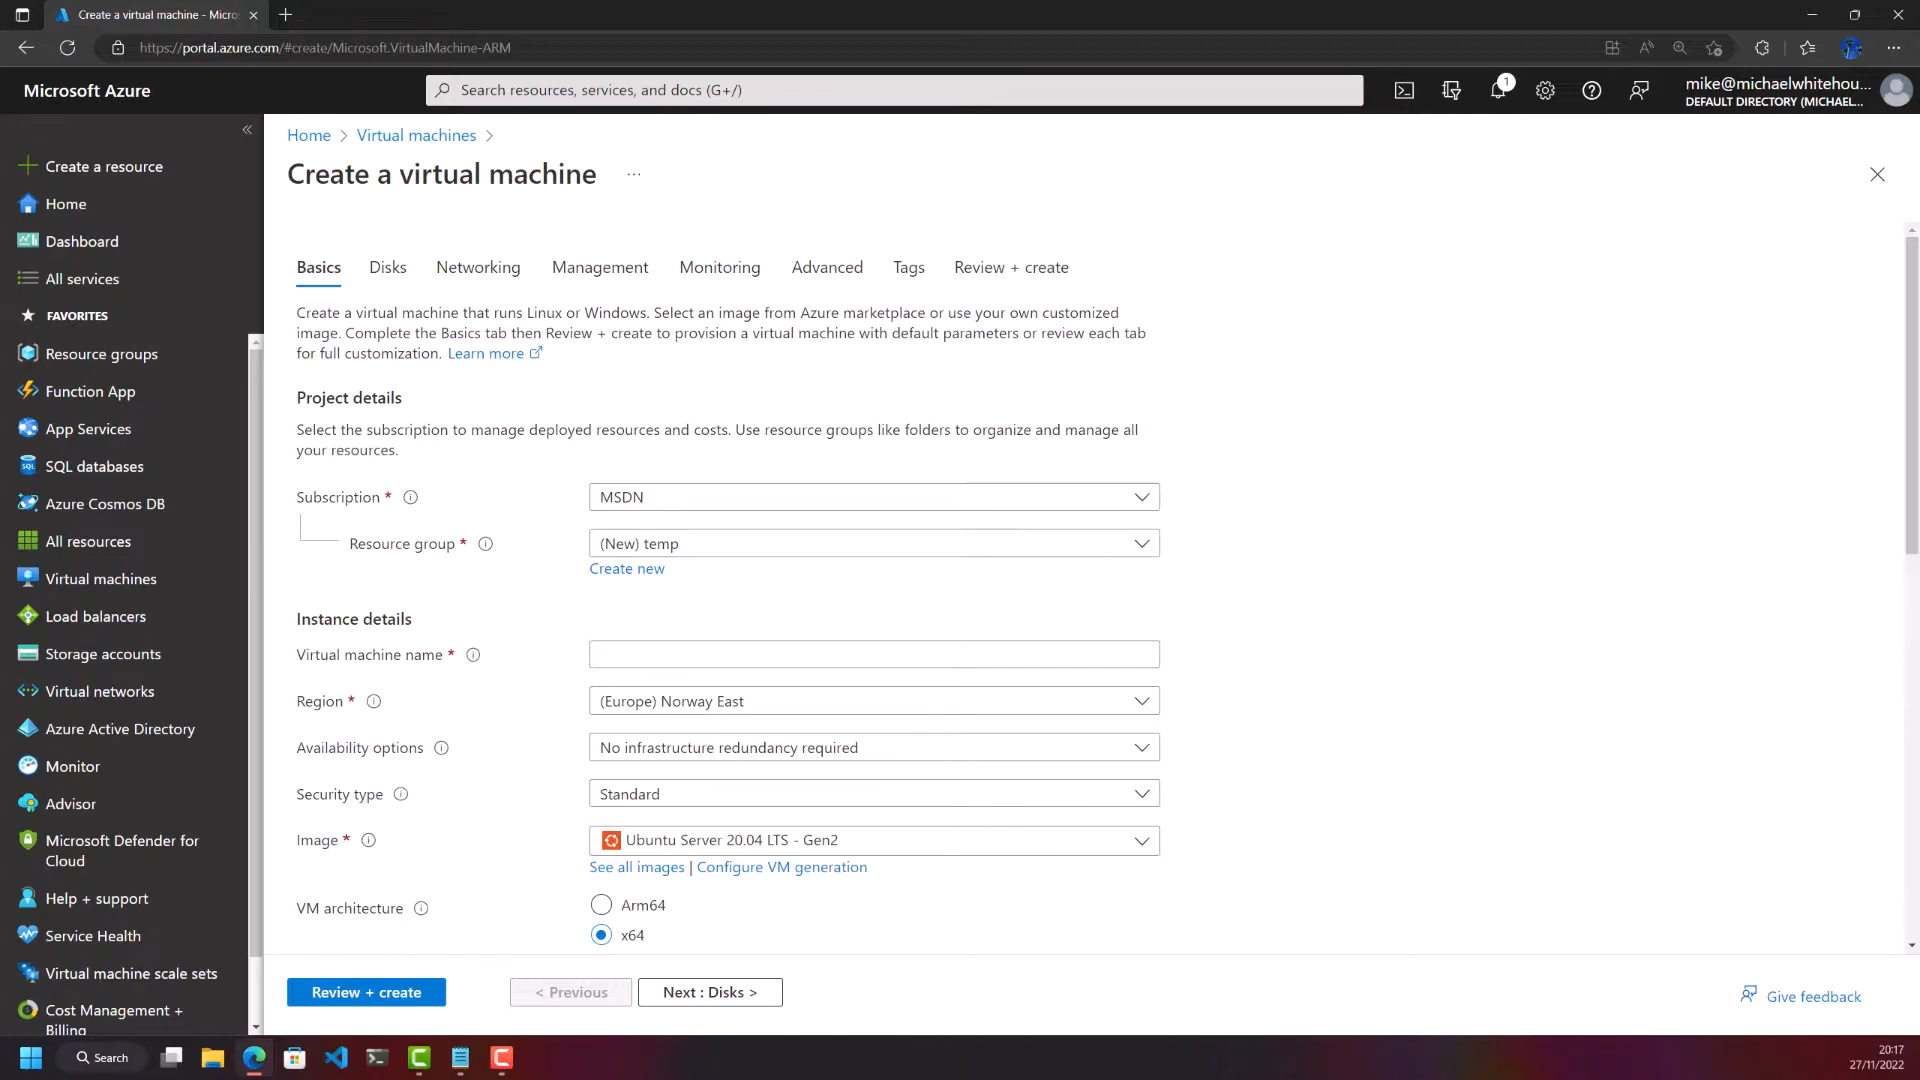 Create a virtual machine - Micro
https://portal.azure.com/#create/Microsoft.VirtualMachine-ARM
Microsoft Azure
Search resources, services, and docs (G+/)
1
mike@michaelwhitehou...
DEFAULT DIRECTORY (MICHAEL...
Create a resource
Home
Dashboard
All services
FAVORITES
Resource groups
Function App
App Services
SQL databases
Azure Cosmos DB
All resources
Virtual machines
Load balancers
Storage accounts
Virtual networks
Azure Active Directory
Monitor
Advisor
Microsoft Defender for
Cloud
Help + support
Service Health
Virtual machine scale sets
Cost Management +
Billing
Home > Virtual machines >
Create a virtual machine ...
Basics Disks Networking Management Monitoring Advanced Tags Review + create
Create a virtual machine that runs Linux or Windows. Select an image from Azure marketplace or use your own customized
image. Complete the Basics tab then Review + create to provision a virtual machine with default parameters or review each tab
for full customization. Learn more
Project details
Select the subscription to manage deployed resources and costs. Use resource groups like folders to organize and manage all
your resources.
Subscription * MSDN
Resource group * (New) temp
Create new
Instance details
Virtual machine name *
Region * (Europe) Norway East
Availability options No infrastructure redundancy required
Security type Standard
Image * Ubuntu Server 20.04 LTS - Gen2
See all images | Configure VM generation
VM architecture Arm64
x64
Review + create < Previous Next : Disks >
Give feedback
Search
20:17
27/11/2022